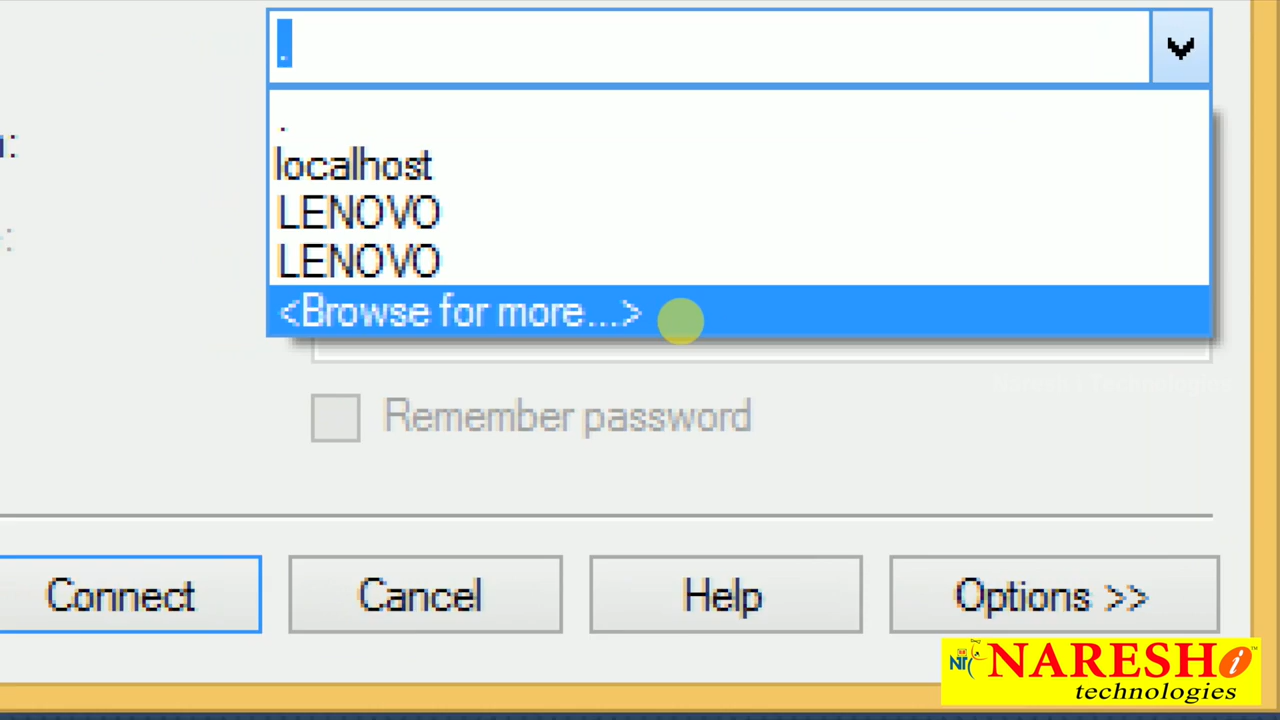 .
.
localhost
LENOVO
LENOVO
<Browse for more...>
Remember password
Connect
Cancel
Help
Options >>
NARESH i
technologies